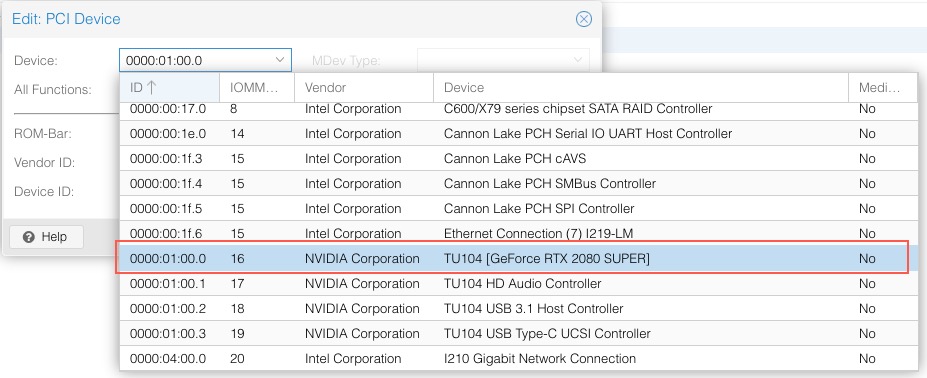 Edit: PCI Device
Device: 0000:01:00.0 MDev Type:
All Functions:
ROM-Bar:
Vendor ID:
Device ID:
Help
ID IOMM... Vendor Device Medi...
0000:00:17.0 8 Intel Corporation C600/X79 series chipset SATA RAID Controller No
0000:00:1e.0 14 Intel Corporation Cannon Lake PCH Serial IO UART Host Controller No
0000:00:1f.3 15 Intel Corporation Cannon Lake PCH cAVS No
0000:00:1f.4 15 Intel Corporation Cannon Lake PCH SMBus Controller No
0000:00:1f.5 15 Intel Corporation Cannon Lake PCH SPI Controller No
0000:00:1f.6 15 Intel Corporation Ethernet Connection (7) I219-LM No
0000:01:00.0 16 NVIDIA Corporation TU104 [GeForce RTX 2080 SUPER] No
0000:01:00.1 17 NVIDIA Corporation TU104 HD Audio Controller No
0000:01:00.2 18 NVIDIA Corporation TU104 USB 3.1 Host Controller No
0000:01:00.3 19 NVIDIA Corporation TU104 USB Type-C UCSI Controller No
0000:04:00.0 20 Intel Corporation I210 Gigabit Network Connection No